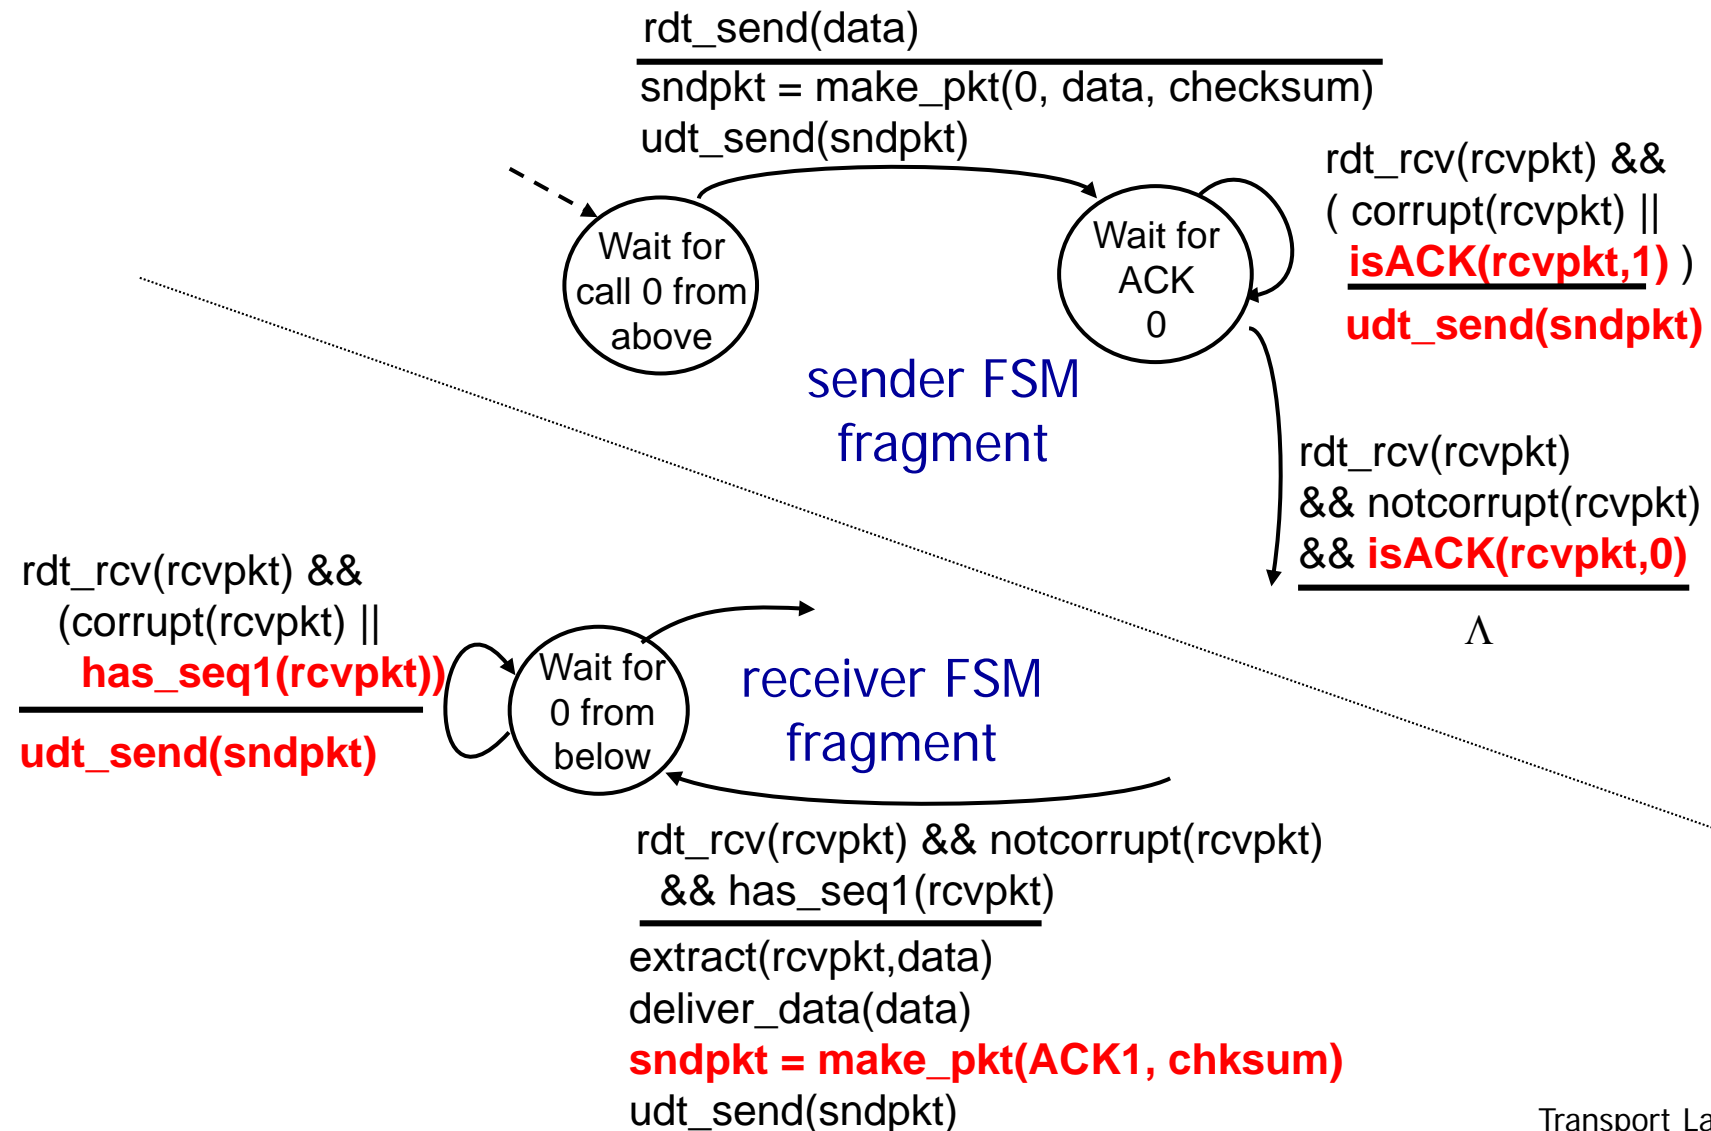 rdt_send(data)
sndpkt = make_pkt(0, data, checksum)
udt_send(sndpkt)
Wait for
call 0 from
above
Wait for
ACK
0
rdt_rcv(rcvpkt) &&
( corrupt(rcvpkt) ||
isACK(rcvpkt,1) )
udt_send(sndpkt)
sender FSM
fragment
rdt_rcv(rcvpkt)
&& notcorrupt(rcvpkt)
&& isACK(rcvpkt,0)
Λ
rdt_rcv(rcvpkt) &&
(corrupt(rcvpkt) ||
has_seq1(rcvpkt))
udt_send(sndpkt)
Wait for
0 from
below
receiver FSM
fragment
rdt_rcv(rcvpkt) && notcorrupt(rcvpkt)
&& has_seq1(rcvpkt)
extract(rcvpkt,data)
deliver_data(data)
sndpkt = make_pkt(ACK1, chksum)
udt_send(sndpkt)
Transport La